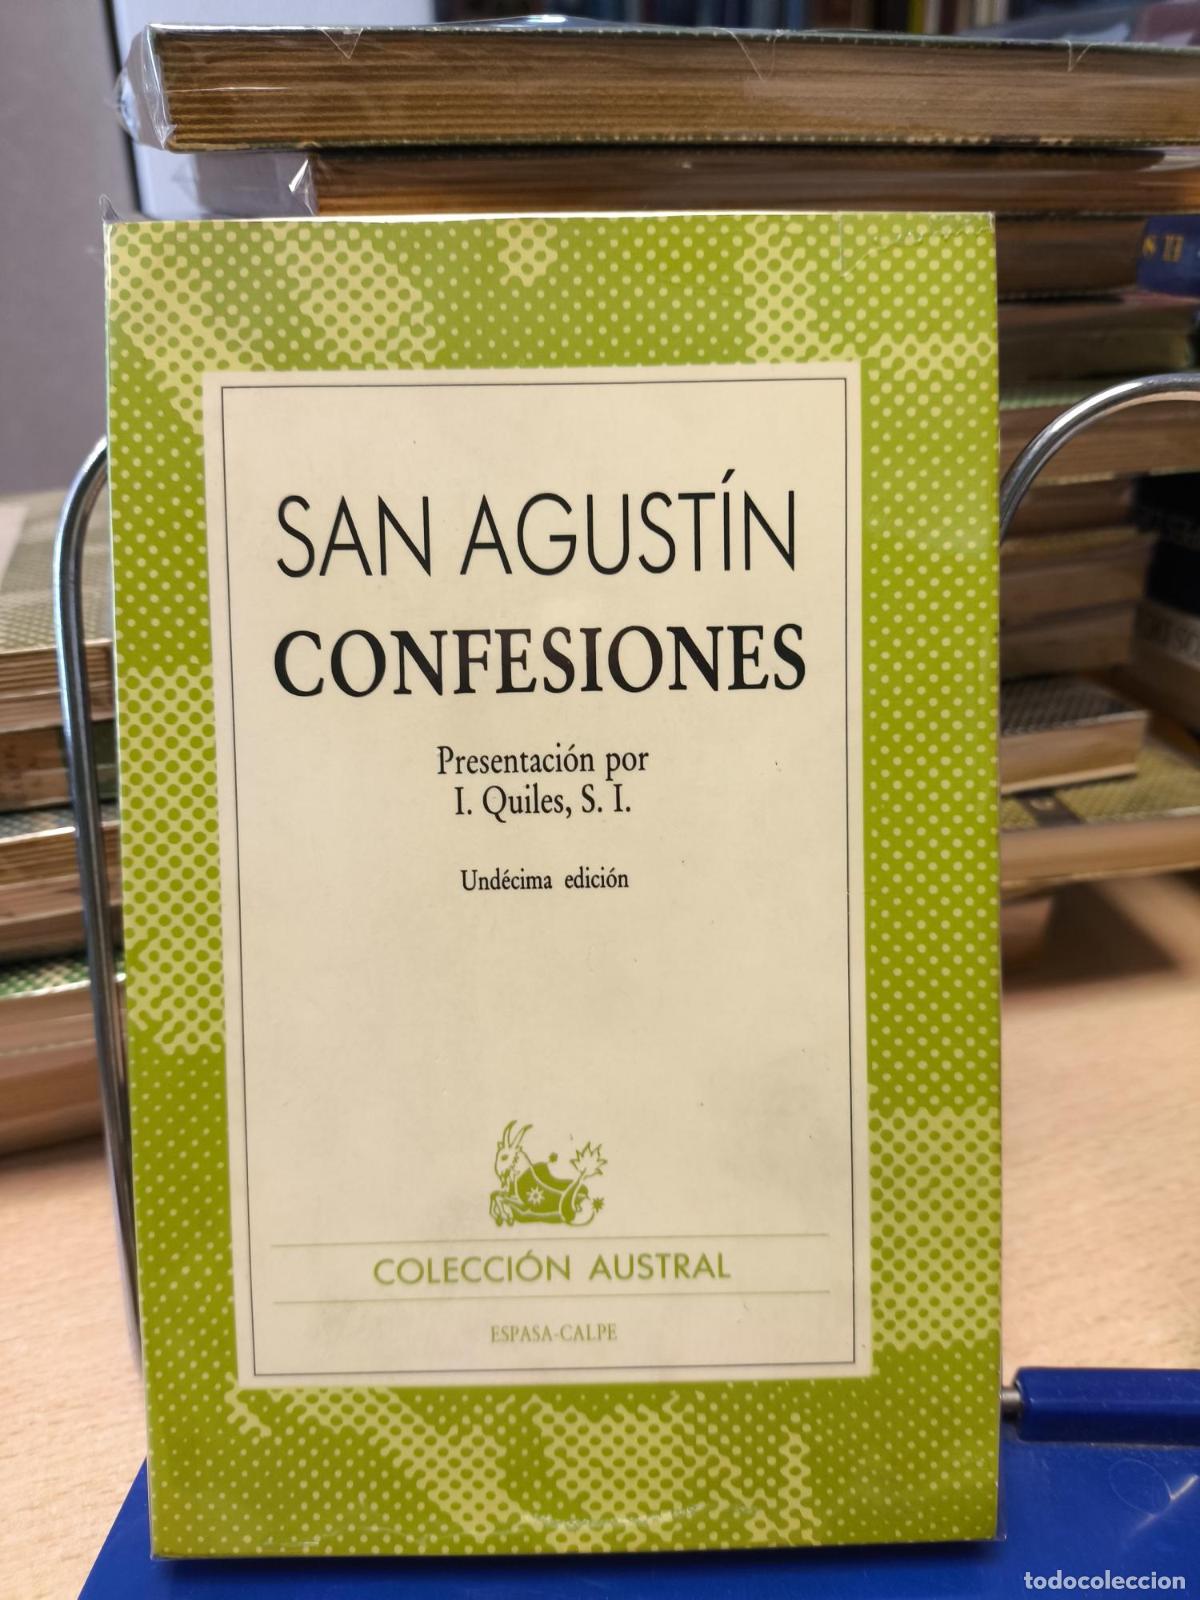 SAN AGUSTÍN
CONFESIONES
Presentación por
I. Quiles, S. I.
Undécima edición
COLECCIÓN AUSTRAL
ESPASA-CALPE
todocoleccion